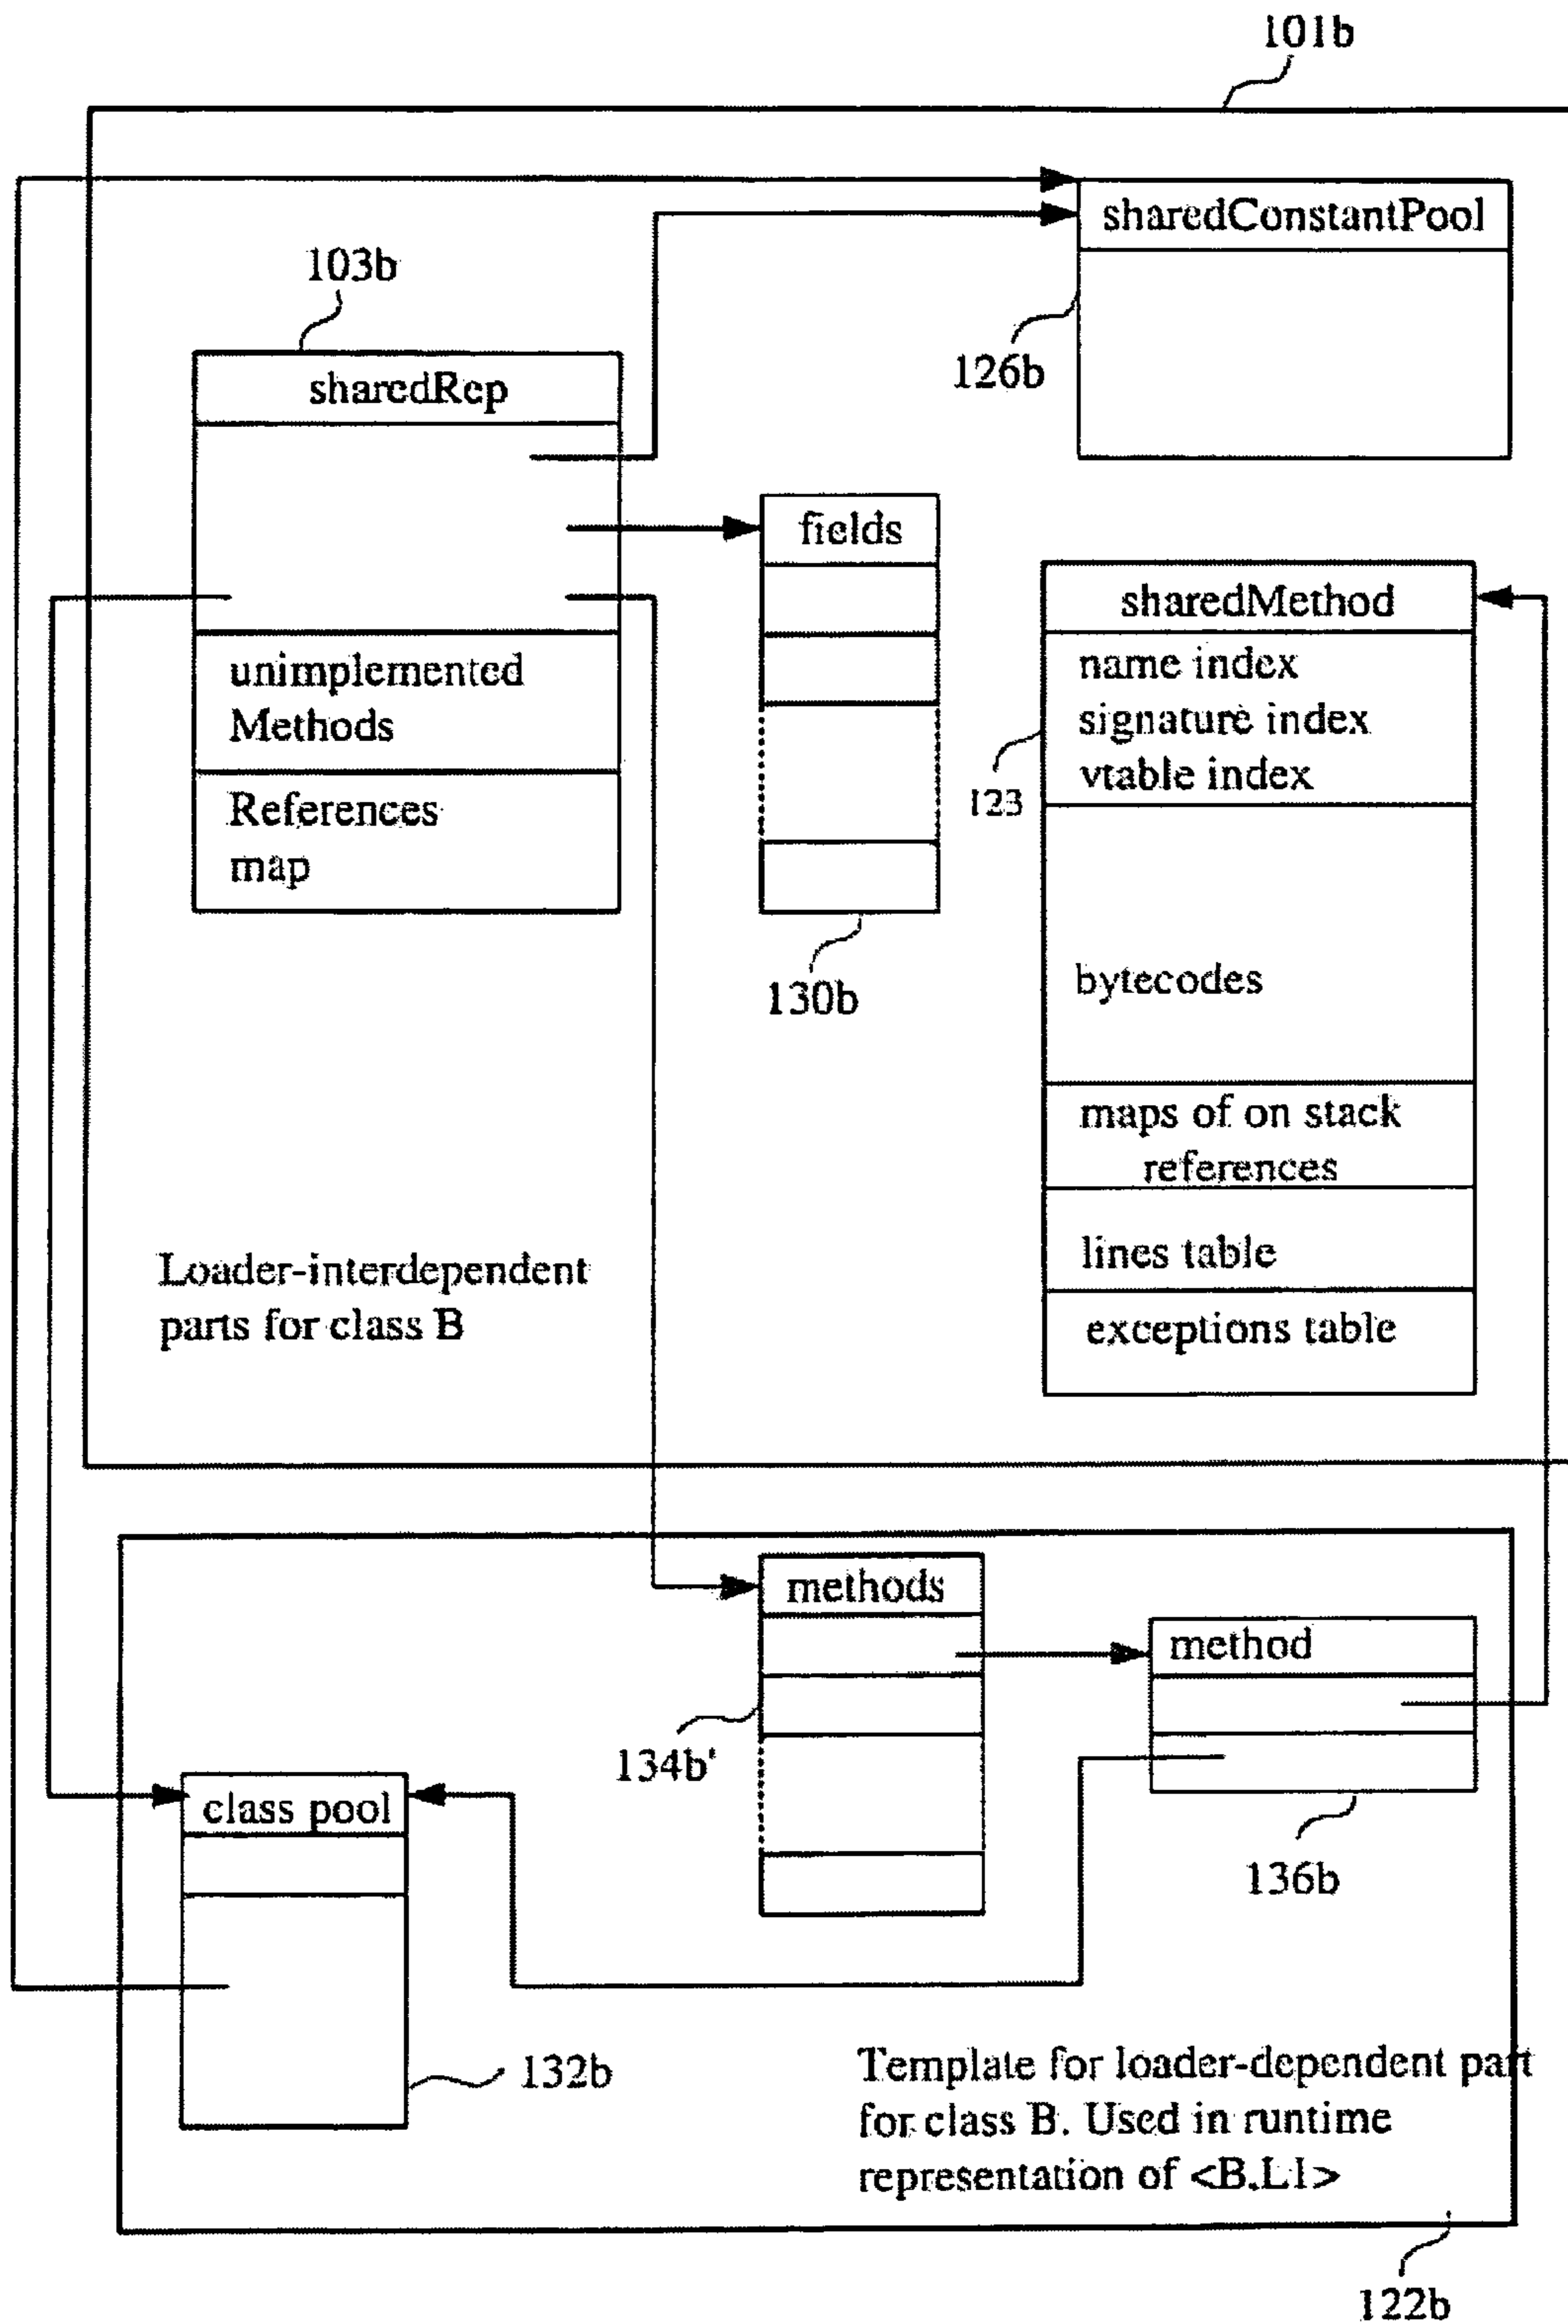 101b
sharedConstantPool
126b
103b
sharedRep
unimplemented
Methods
References
map
fields
130b
sharedMethod
name index
signature index
vtable index
123
bytecodes
maps of on stack
references
lines table
exceptions table
Loader-interdependent
parts for class B
methods
134b'
method
136b
class pool
132b
Template for loader-dependent part
for class B. Used in runtime
representation of <B.L1>
122b